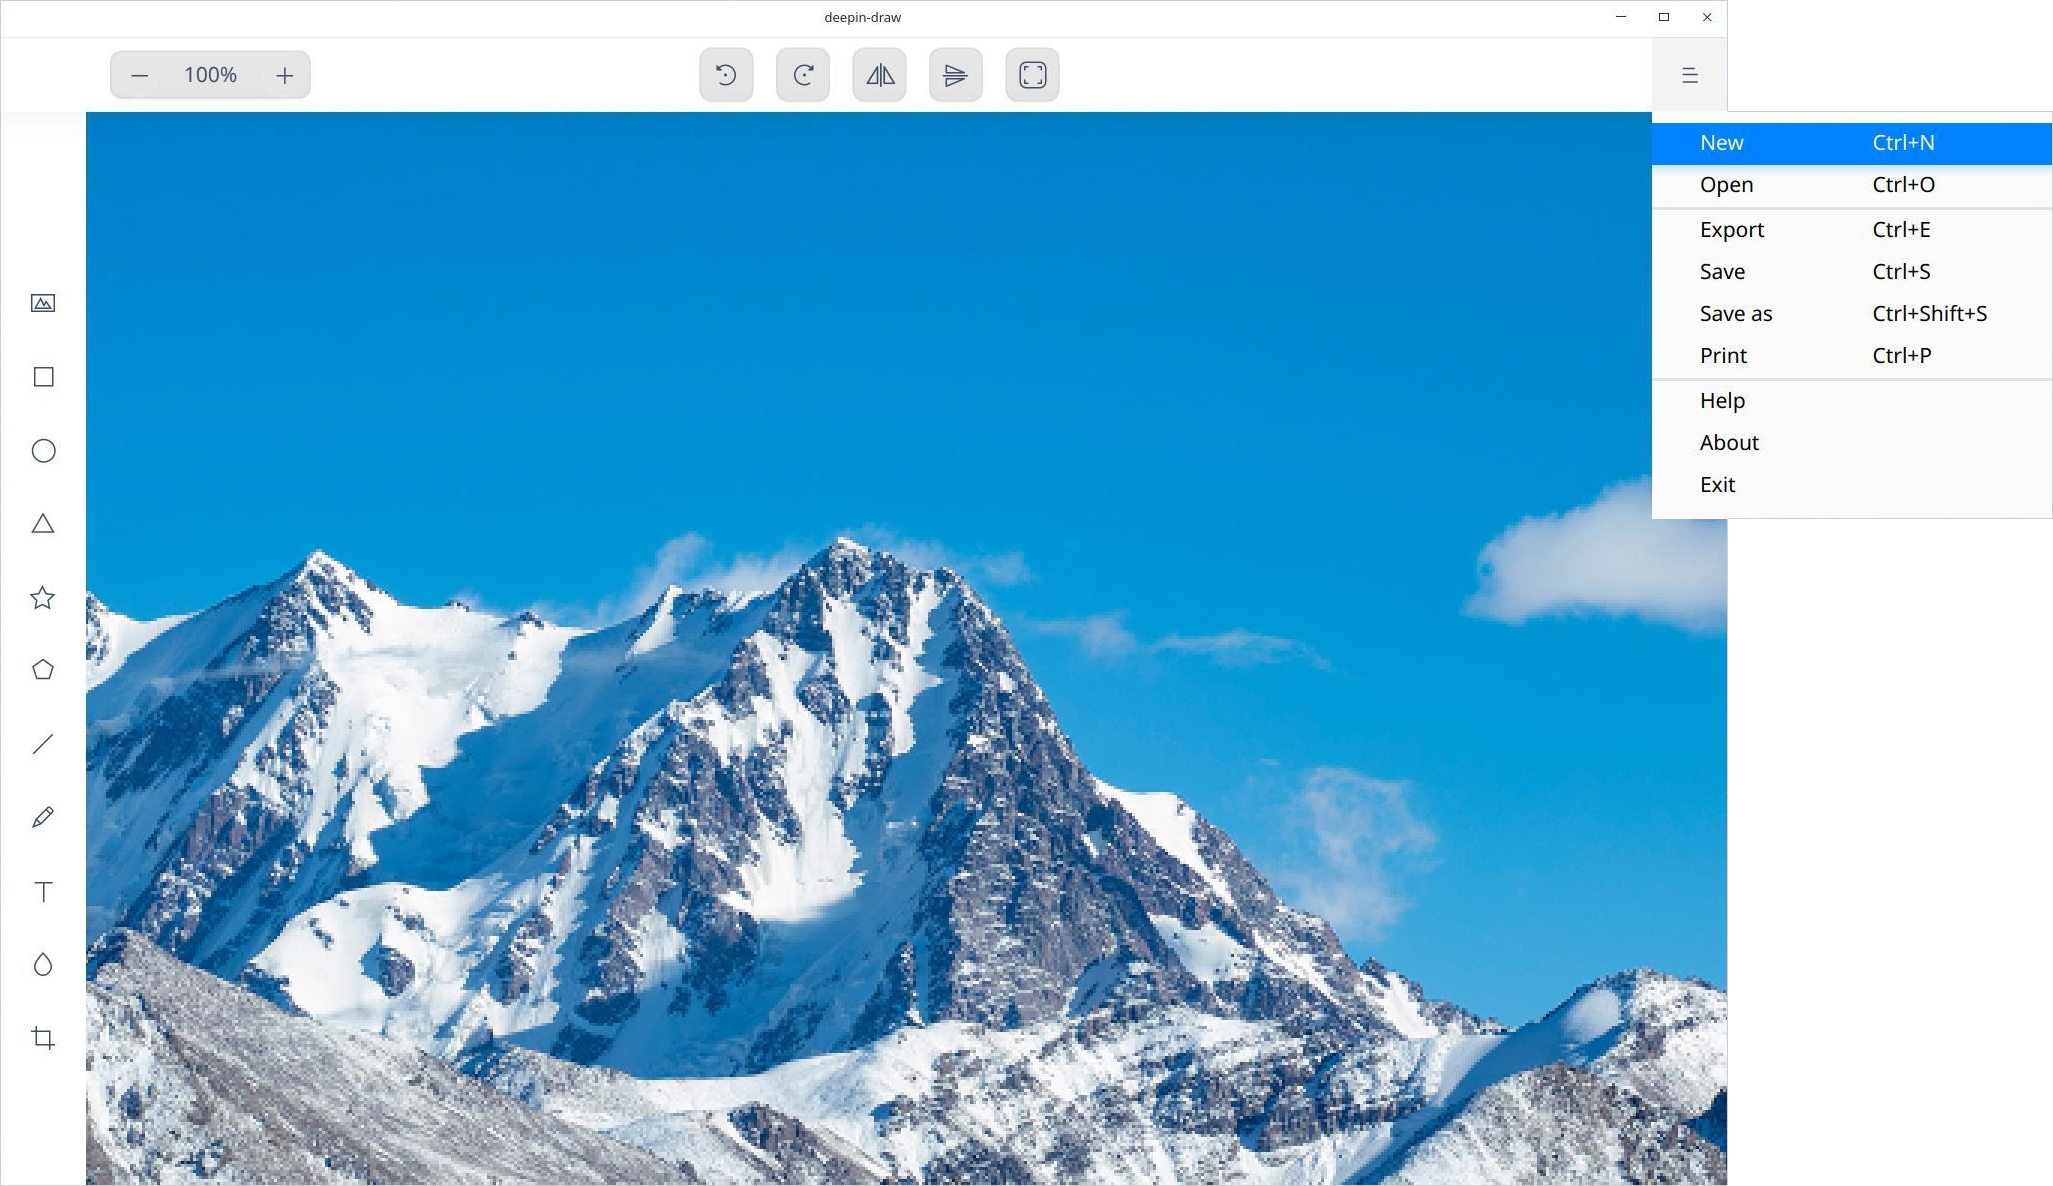 deepin-draw
100%
New Ctrl+N
Open Ctrl+O
Export Ctrl+E
Save Ctrl+S
Save as Ctrl+Shift+S
Print Ctrl+P
Help
About
Exit